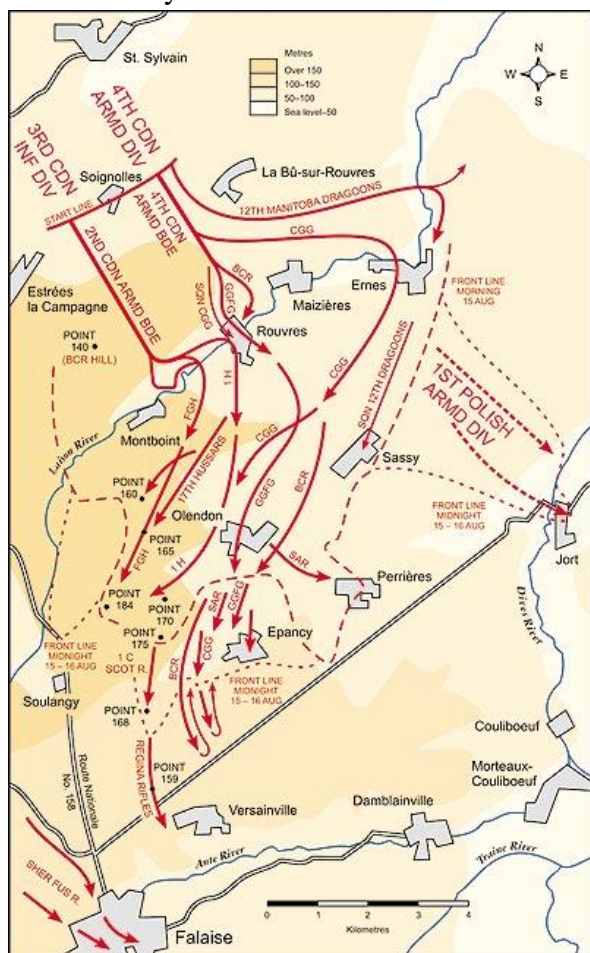 St. Sylvain
Metres
Over 150
100–150
50–100
Sea level–50
N
W
E
S
4TH CDN
ARMD DIV
3RD CDN
INF DIV
Soignolles
START LINE
La Bû-sur-Rouvres
12TH MANITOBA DRAGOONS
4TH CDN
ARMD BDE
2ND CDN ARMD BDE
CGG
BCR
GGFG
SQN CGG
Estrées
la Campagne
Maizières
Ernes
FRONT LINE
MORNING
15 AUG
POINT
140
(BCR HILL)
Rouvres
1 H
CGG
SQN 12TH DRAGOONS
1ST POLISH
ARMD DIV
Laison River
Montboint
FGH
17TH HUSSARS
CGG
GGFG
BCR
Sassy
POINT
160
Olendon
FRONT LINE
MIDNIGHT
15 – 16 AUG
POINT
165
FGH
1 H
SAR
Perrières
Jort
Dives River
POINT
184
POINT
170
SAR
GGFG
POINT
175
Epancy
FRONT LINE
MIDNIGHT
15 – 16 AUG
1 C
SCOT R.
BCR
CGG
FRONT LINE
MIDNIGHT
15 – 16 AUG
Soulangy
POINT
168
Couliboeuf
Route Nationale
No. 158
REGINA RIFLES
POINT
159
Morteaux-
Couliboeuf
Versainville
Damblainville
Ante River
Traine River
SHER FUS R.
0
1
2
3
4
Kilometres
Falaise